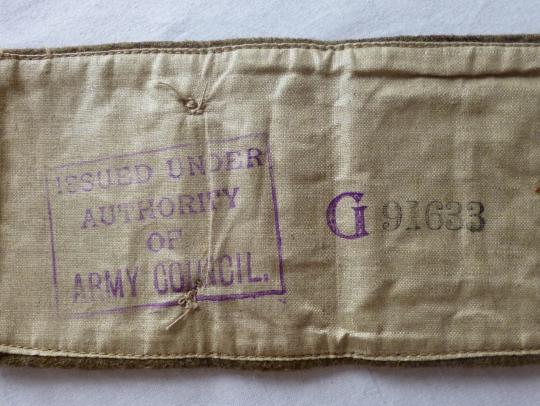 ISSUED UNDER
AUTHORITY
OF
ARMY COUNCIL.
G 91633